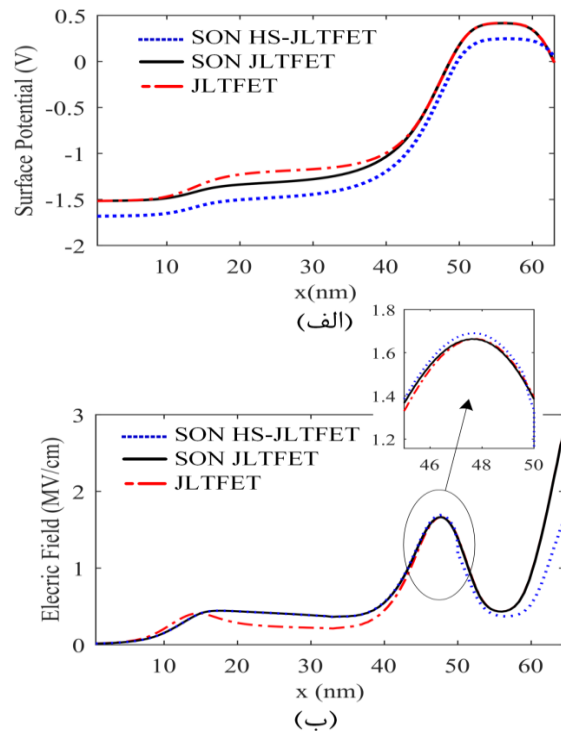 SON HS-JLTFET
SON JLTFET
JLTFET
Surface Potential (V)
0.5
0
-0.5
-1
-1.5
-2
10 20 30 40 50 60
x(nm)
(الف)
1.8
1.6
1.4
1.2
46 48 50
SON HS-JLTFET
SON JLTFET
JLTFET
Elecric Field (MV/cm)
3
2
1
0
10 20 30 40 50 60
x (nm)
(ب)